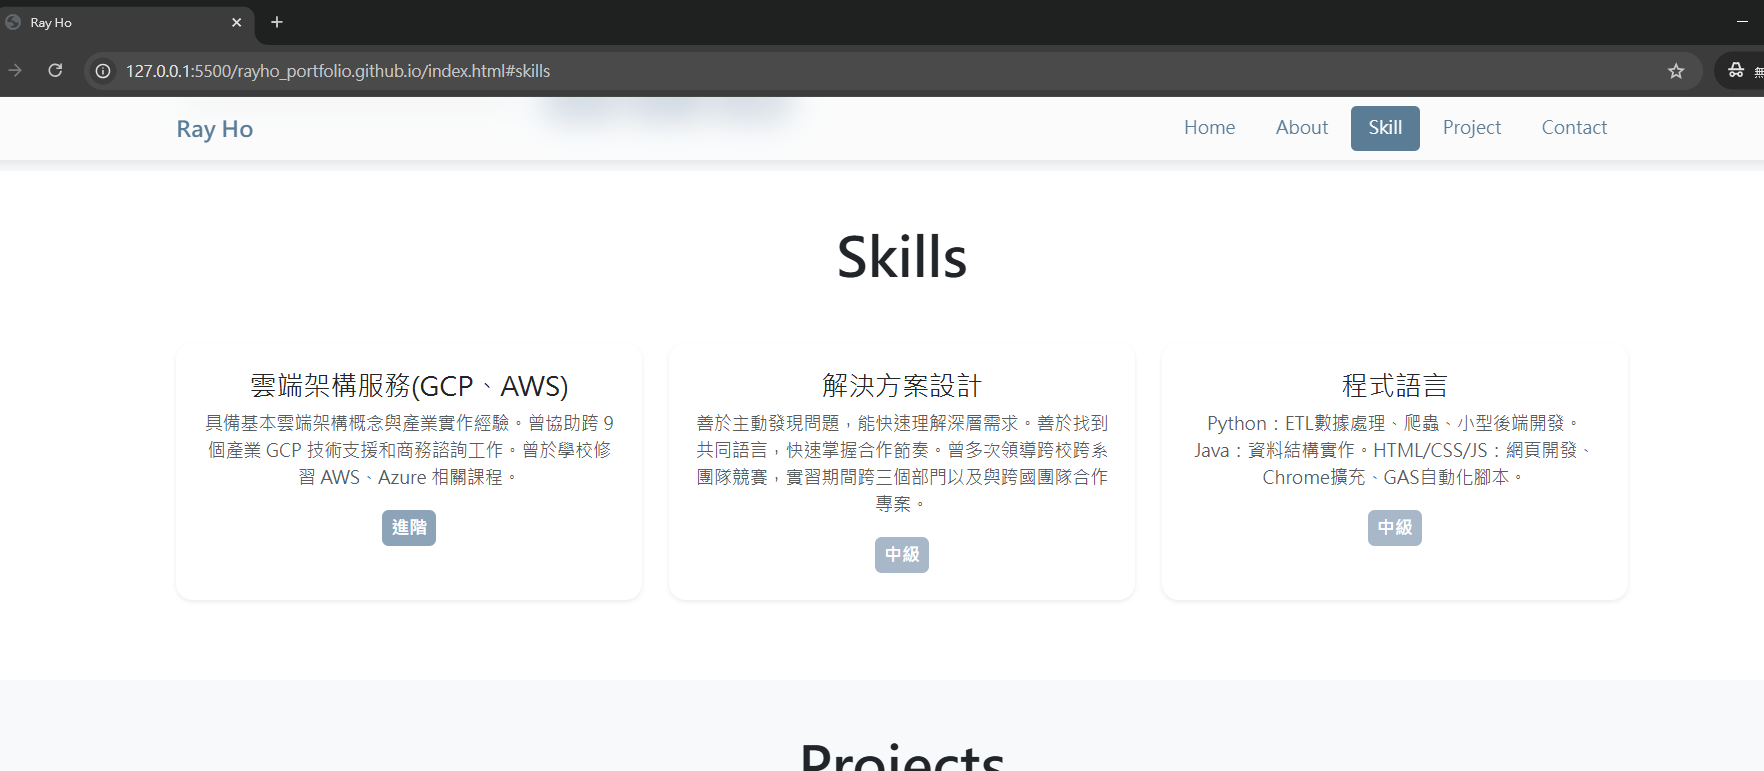 Ray Ho
127.0.0.1:5500/rayho_portfolio.github.io/index.html#skills
Ray Ho
Home About Skill Project Contact
Skills
雲端架構服務(GCP、AWS)
具備基本雲端架構概念與產業實作經驗。曾協助跨 9
個產業 GCP 技術支援和商務諮詢工作。曾於學校修
習 AWS、Azure 相關課程。
進階
解決方案設計
善於主動發現問題，能快速理解深層需求。善於找到
共同語言，快速掌握合作節奏。曾多次領導跨校跨系
團隊競賽，實習期間跨三個部門以及與跨國團隊合作
專案。
中級
程式語言
Python：ETL數據處理、爬蟲、小型後端開發。
Java：資料結構實作。HTML/CSS/JS：網頁開發、
Chrome擴充、GAS自動化腳本。
中級
Projects